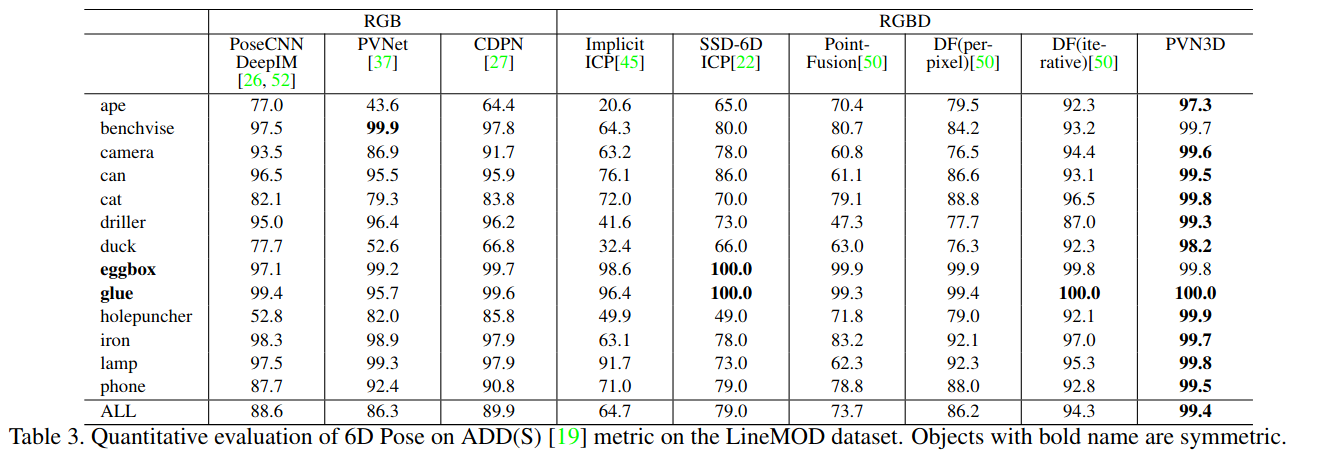 RGB RGBD
PoseCNN PVNet CDPN Implicit SSD-6D Point- DF(per- DF(ite- PVN3D
DeepIM [37] [27] ICP[45] ICP[22] Fusion[50] pixel)[50] rative)[50]
[26, 52]
ape 77.0 43.6 64.4 20.6 65.0 70.4 79.5 92.3 97.3
benchvise 97.5 99.9 97.8 64.3 80.0 80.7 84.2 93.2 99.7
camera 93.5 86.9 91.7 63.2 78.0 60.8 76.5 94.4 99.6
can 96.5 95.5 95.9 76.1 86.0 61.1 86.6 93.1 99.5
cat 82.1 79.3 83.8 72.0 70.0 79.1 88.8 96.5 99.8
driller 95.0 96.4 96.2 41.6 73.0 47.3 77.7 87.0 99.3
duck 77.7 52.6 66.8 32.4 66.0 63.0 76.3 92.3 98.2
eggbox 97.1 99.2 99.7 98.6 100.0 99.9 99.9 99.8 99.8
glue 99.4 95.7 99.6 96.4 100.0 99.3 99.4 100.0 100.0
holepuncher 52.8 82.0 85.8 49.9 49.0 71.8 79.0 92.1 99.9
iron 98.3 98.9 97.9 63.1 78.0 83.2 92.1 97.0 99.7
lamp 97.5 99.3 97.9 91.7 73.0 62.3 92.3 95.3 99.8
phone 87.7 92.4 90.8 71.0 79.0 78.8 88.0 92.8 99.5
ALL 88.6 86.3 89.9 64.7 79.0 73.7 86.2 94.3 99.4
Table 3. Quantitative evaluation of 6D Pose on ADD(S) [19] metric on the LineMOD dataset. Objects with bold name are symmetric.